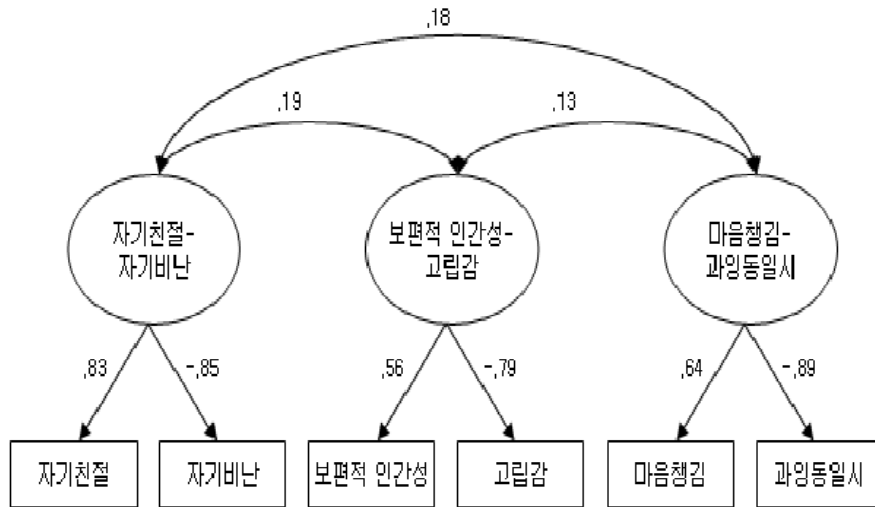 ,18
,19
,13
자기친절-
자기비난
보편적 인간성-
고립감
마음챙김-
과잉동일시
,83
-,85
,56
-,79
,64
-,89
자기친절
자기비난
보편적 인간성
고립감
마음챙김
과잉동일시